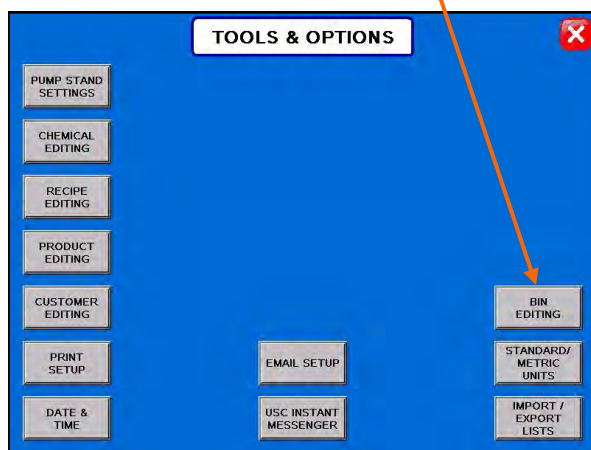 TOOLS & OPTIONS
PUMP STAND
SETTINGS
CHEMICAL
EDITING
RECIPE
EDITING
PRODUCT
EDITING
CUSTOMER
EDITING
PRINT
SETUP
DATE &
TIME
EMAIL SETUP
USC INSTANT
MESSENGER
BIN
EDITING
STANDARD/
METRIC
UNITS
IMPORT /
EXPORT
LISTS